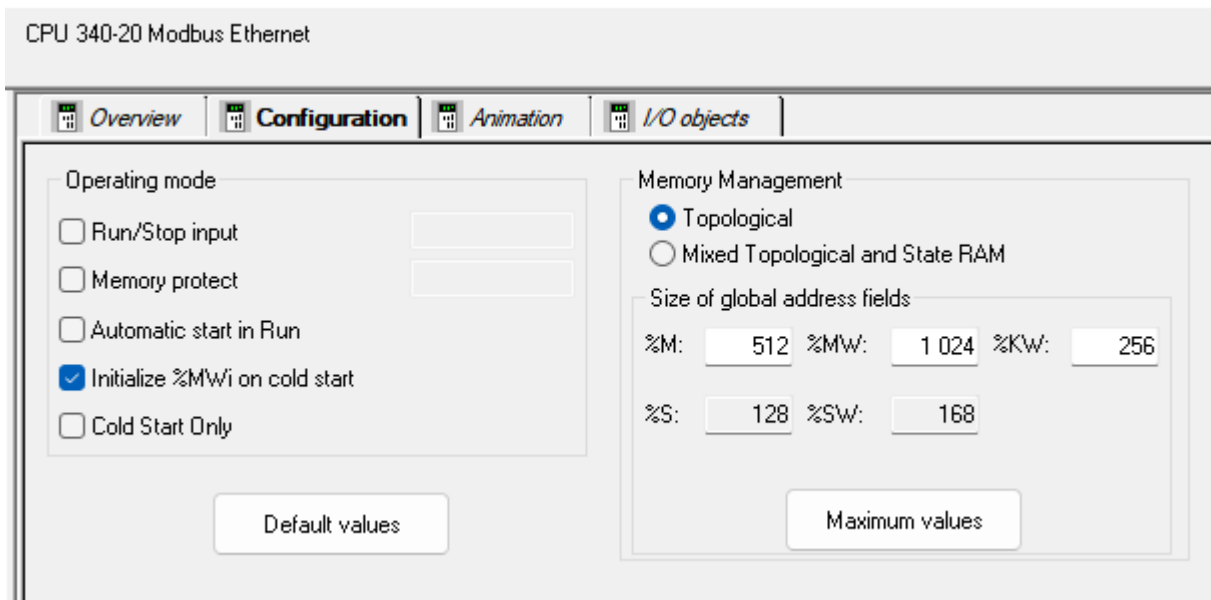 CPU 340-20 Modbus Ethernet
Overview Configuration Animation I/O objects
Operating mode
Run/Stop input
Memory protect
Automatic start in Run
Initialize %MWi on cold start
Cold Start Only
Default values
Memory Management
Topological
Mixed Topological and State RAM
Size of global address fields
%M: 512 %MW: 1 024 %KW: 256
%S: 128 %SW: 168
Maximum values